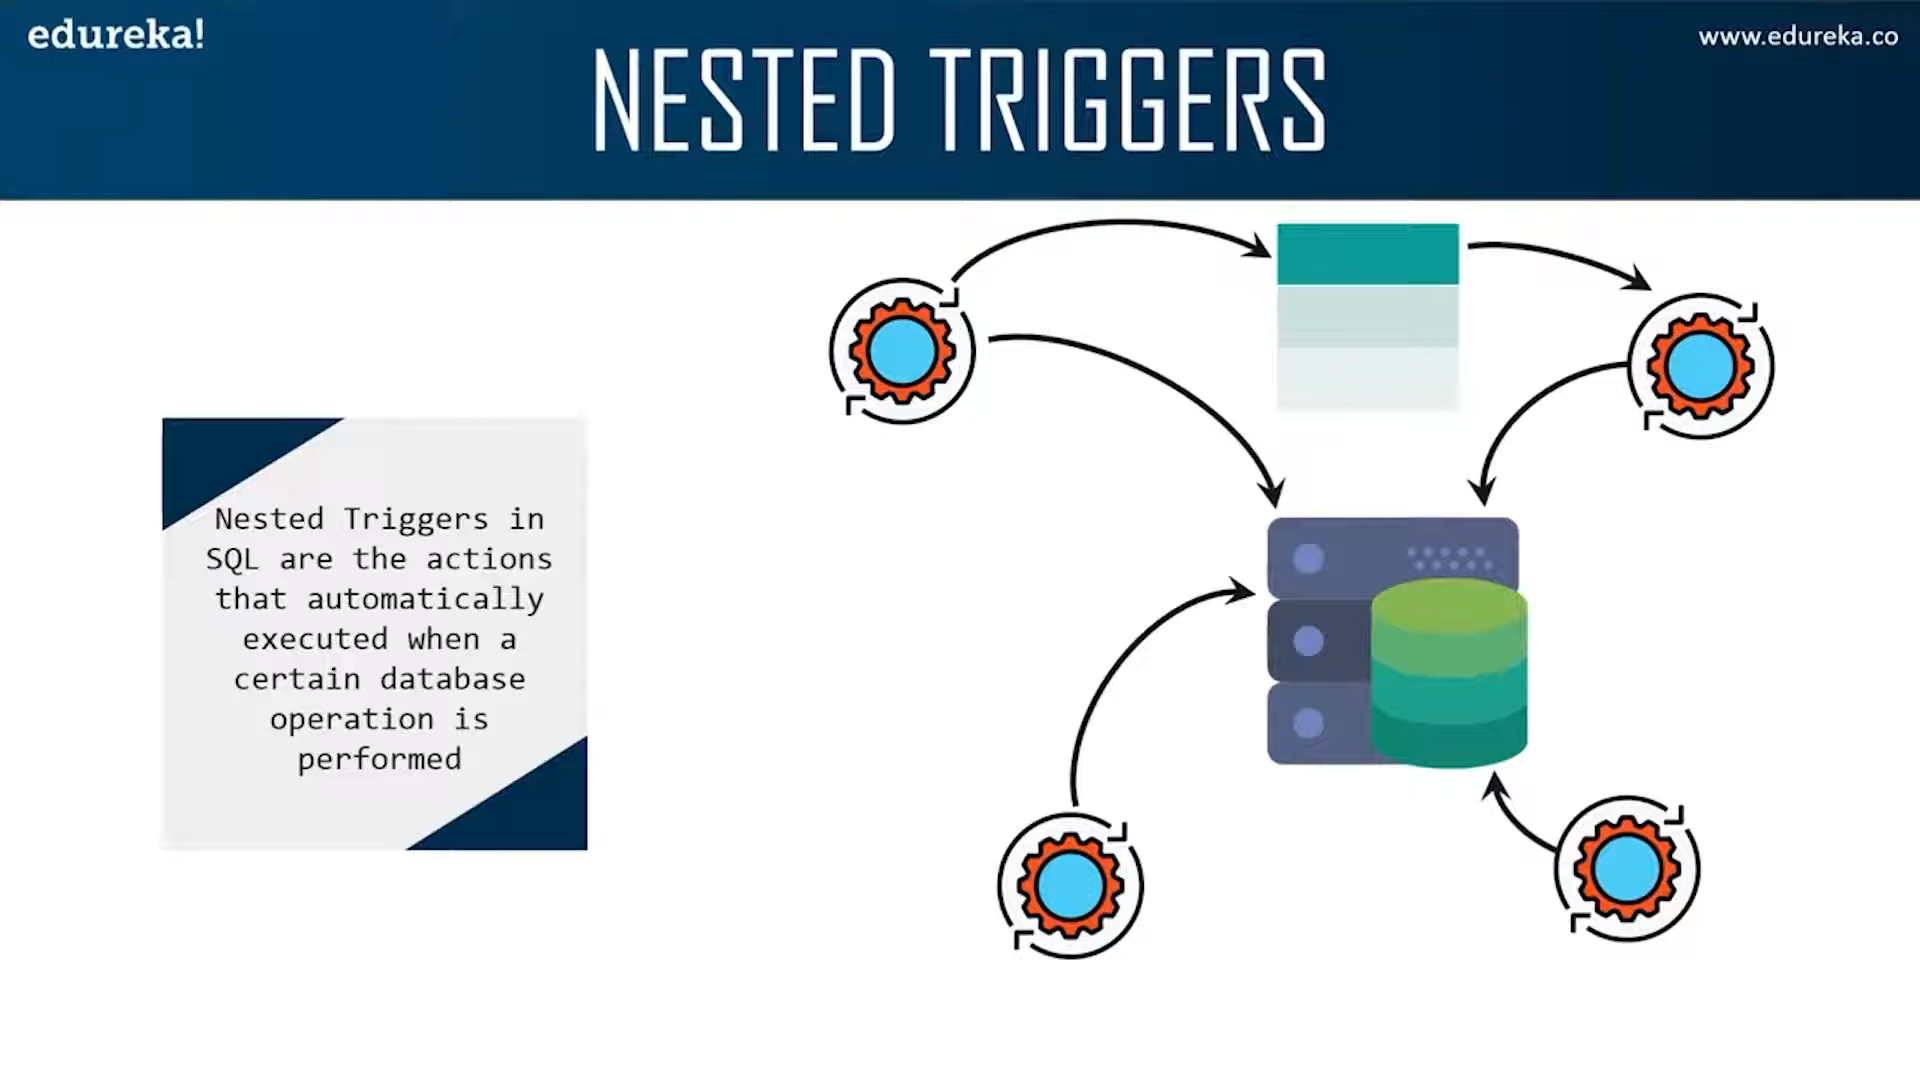 edureka!
www.edureka.co
NESTED TRIGGERS
Nested Triggers in
SQL are the actions
that automatically
executed when a
certain database
operation is
performed